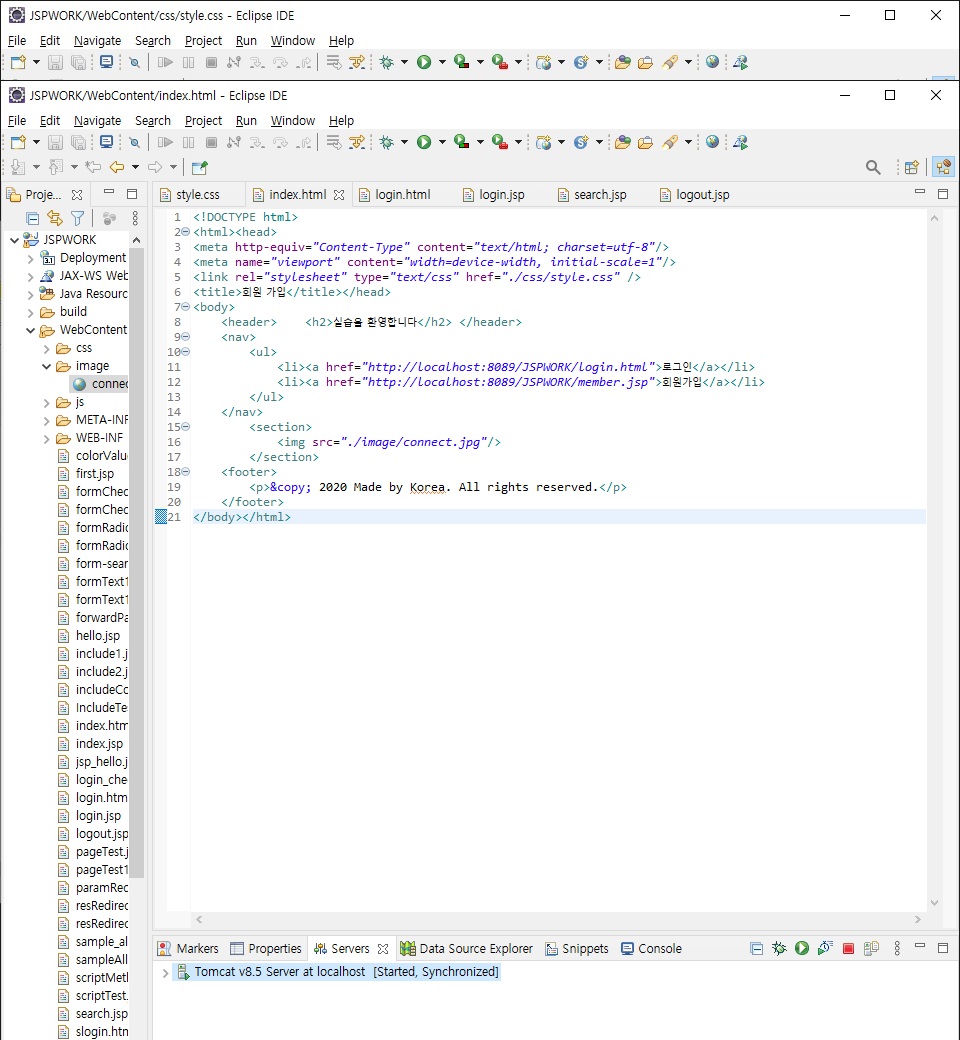 JSPWORK/WebContent/css/style.css - Eclipse IDE
File Edit Navigate Search Project Run Window Help
JSPWORK/WebContent/index.html - Eclipse IDE
File Edit Navigate Search Project Run Window Help
Proje...
JSPWORK
Deployment
JAX-WS Web
Java Resourc
build
WebContent
css
image
connec
js
META-INF
WEB-INF
colorValu
first.jsp
formChec
formChec
formRadic
formRadic
form-sear
formText1
formText1
forwardPa
hello.jsp
include1.j
include2.j
includeCo
IncludeTe
index.htm
index.jsp
jsp_hello.j
login_che
login.htm
login.jsp
logout.jsp
pageTest.j
pageTest1
paramRec
resRedirec
resRedirec
sample_al
sampleAll
scriptMetl
scriptTest.
search.jsp
slogin.htn
style.css index.html login.html login.jsp search.jsp logout.jsp
1 <!DOCTYPE html>
2 <html><head>
3 <meta http-equiv="Content-Type" content="text/html; charset=utf-8"/>
4 <meta name="viewport" content="width=device-width, initial-scale=1"/>
5 <link rel="stylesheet" type="text/css" href="./css/style.css" />
6 <title>회원 가입</title></head>
7 <body>
8 <header> <h2>실습을 환영합니다</h2> </header>
9 <nav>
10 <ul>
11 <li><a href="http://localhost:8089/JSPWORK/login.html">로그인</a></li>
12 <li><a href="http://localhost:8089/JSPWORK/member.jsp">회원가입</a></li>
13 </ul>
14 </nav>
15 <section>
16 <img src="./image/connect.jpg"/>
17 </section>
18 <footer>
19 <p>&copy; 2020 Made by Korea. All rights reserved.</p>
20 </footer>
21 </body></html>
Markers Properties Servers Data Source Explorer Snippets Console
Tomcat v8.5 Server at localhost [Started, Synchronized]